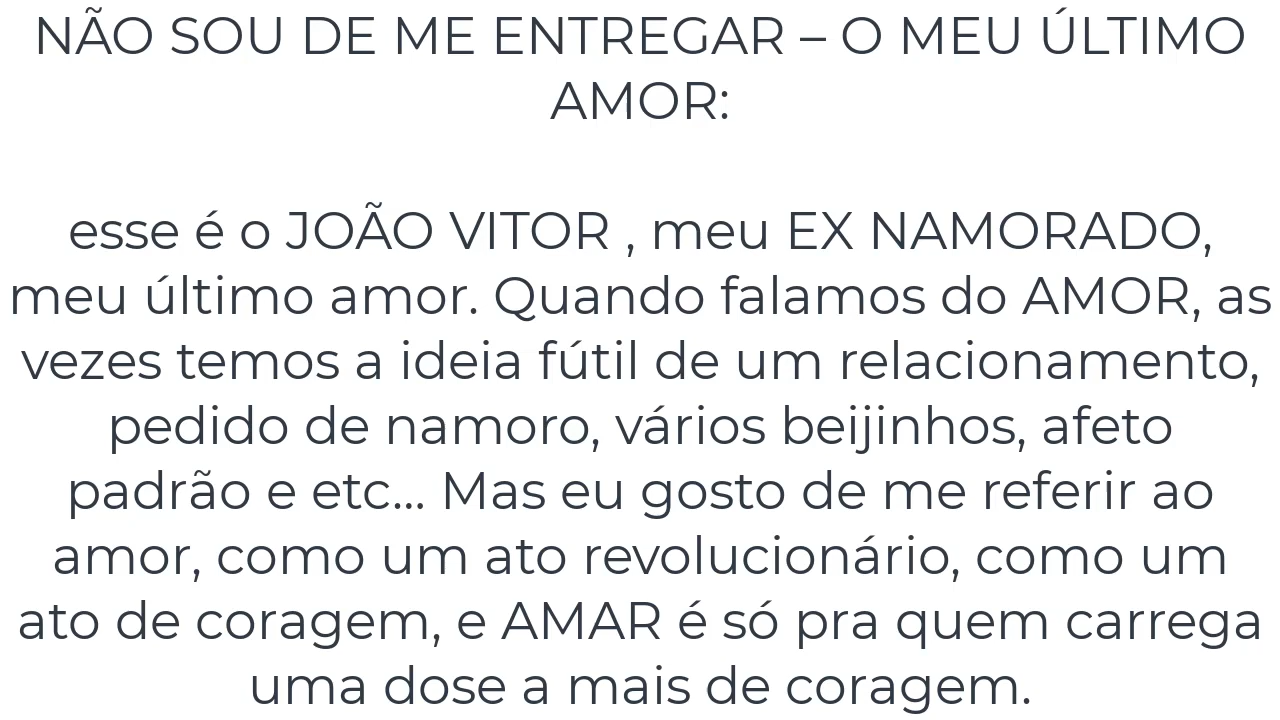 NÃO SOU DE ME ENTREGAR – O MEU ÚLTIMO
AMOR:
esse é o JOÃO VITOR , meu EX NAMORADO,
meu último amor. Quando falamos do AMOR, as
vezes temos a ideia fútil de um relacionamento,
pedido de namoro, vários beijinhos, afeto
padrão e etc... Mas eu gosto de me referir ao
amor, como um ato revolucionário, como um
ato de coragem, e AMAR é só pra quem carrega
uma dose a mais de coragem.